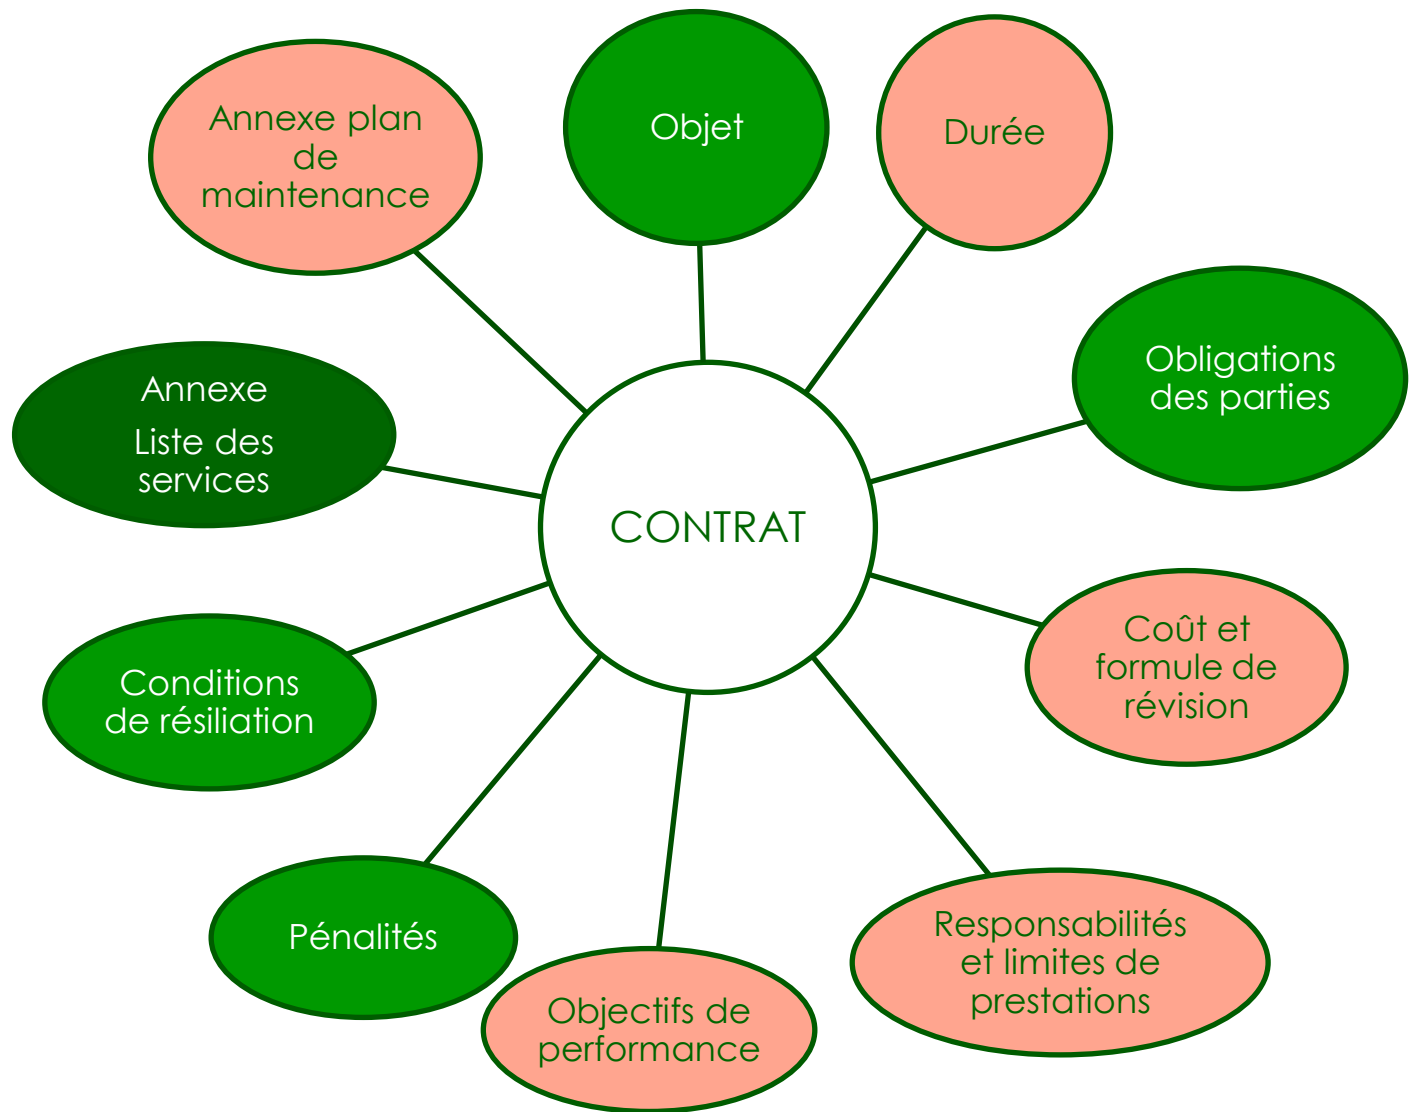 Objet
Durée
Annexe plan
de
maintenance
Obligations
des parties
Annexe
Liste des
services
CONTRAT
Coût et
formule de
révision
Conditions
de résiliation
Responsabilités
et limites de
prestations
Pénalités
Objectifs de
performance